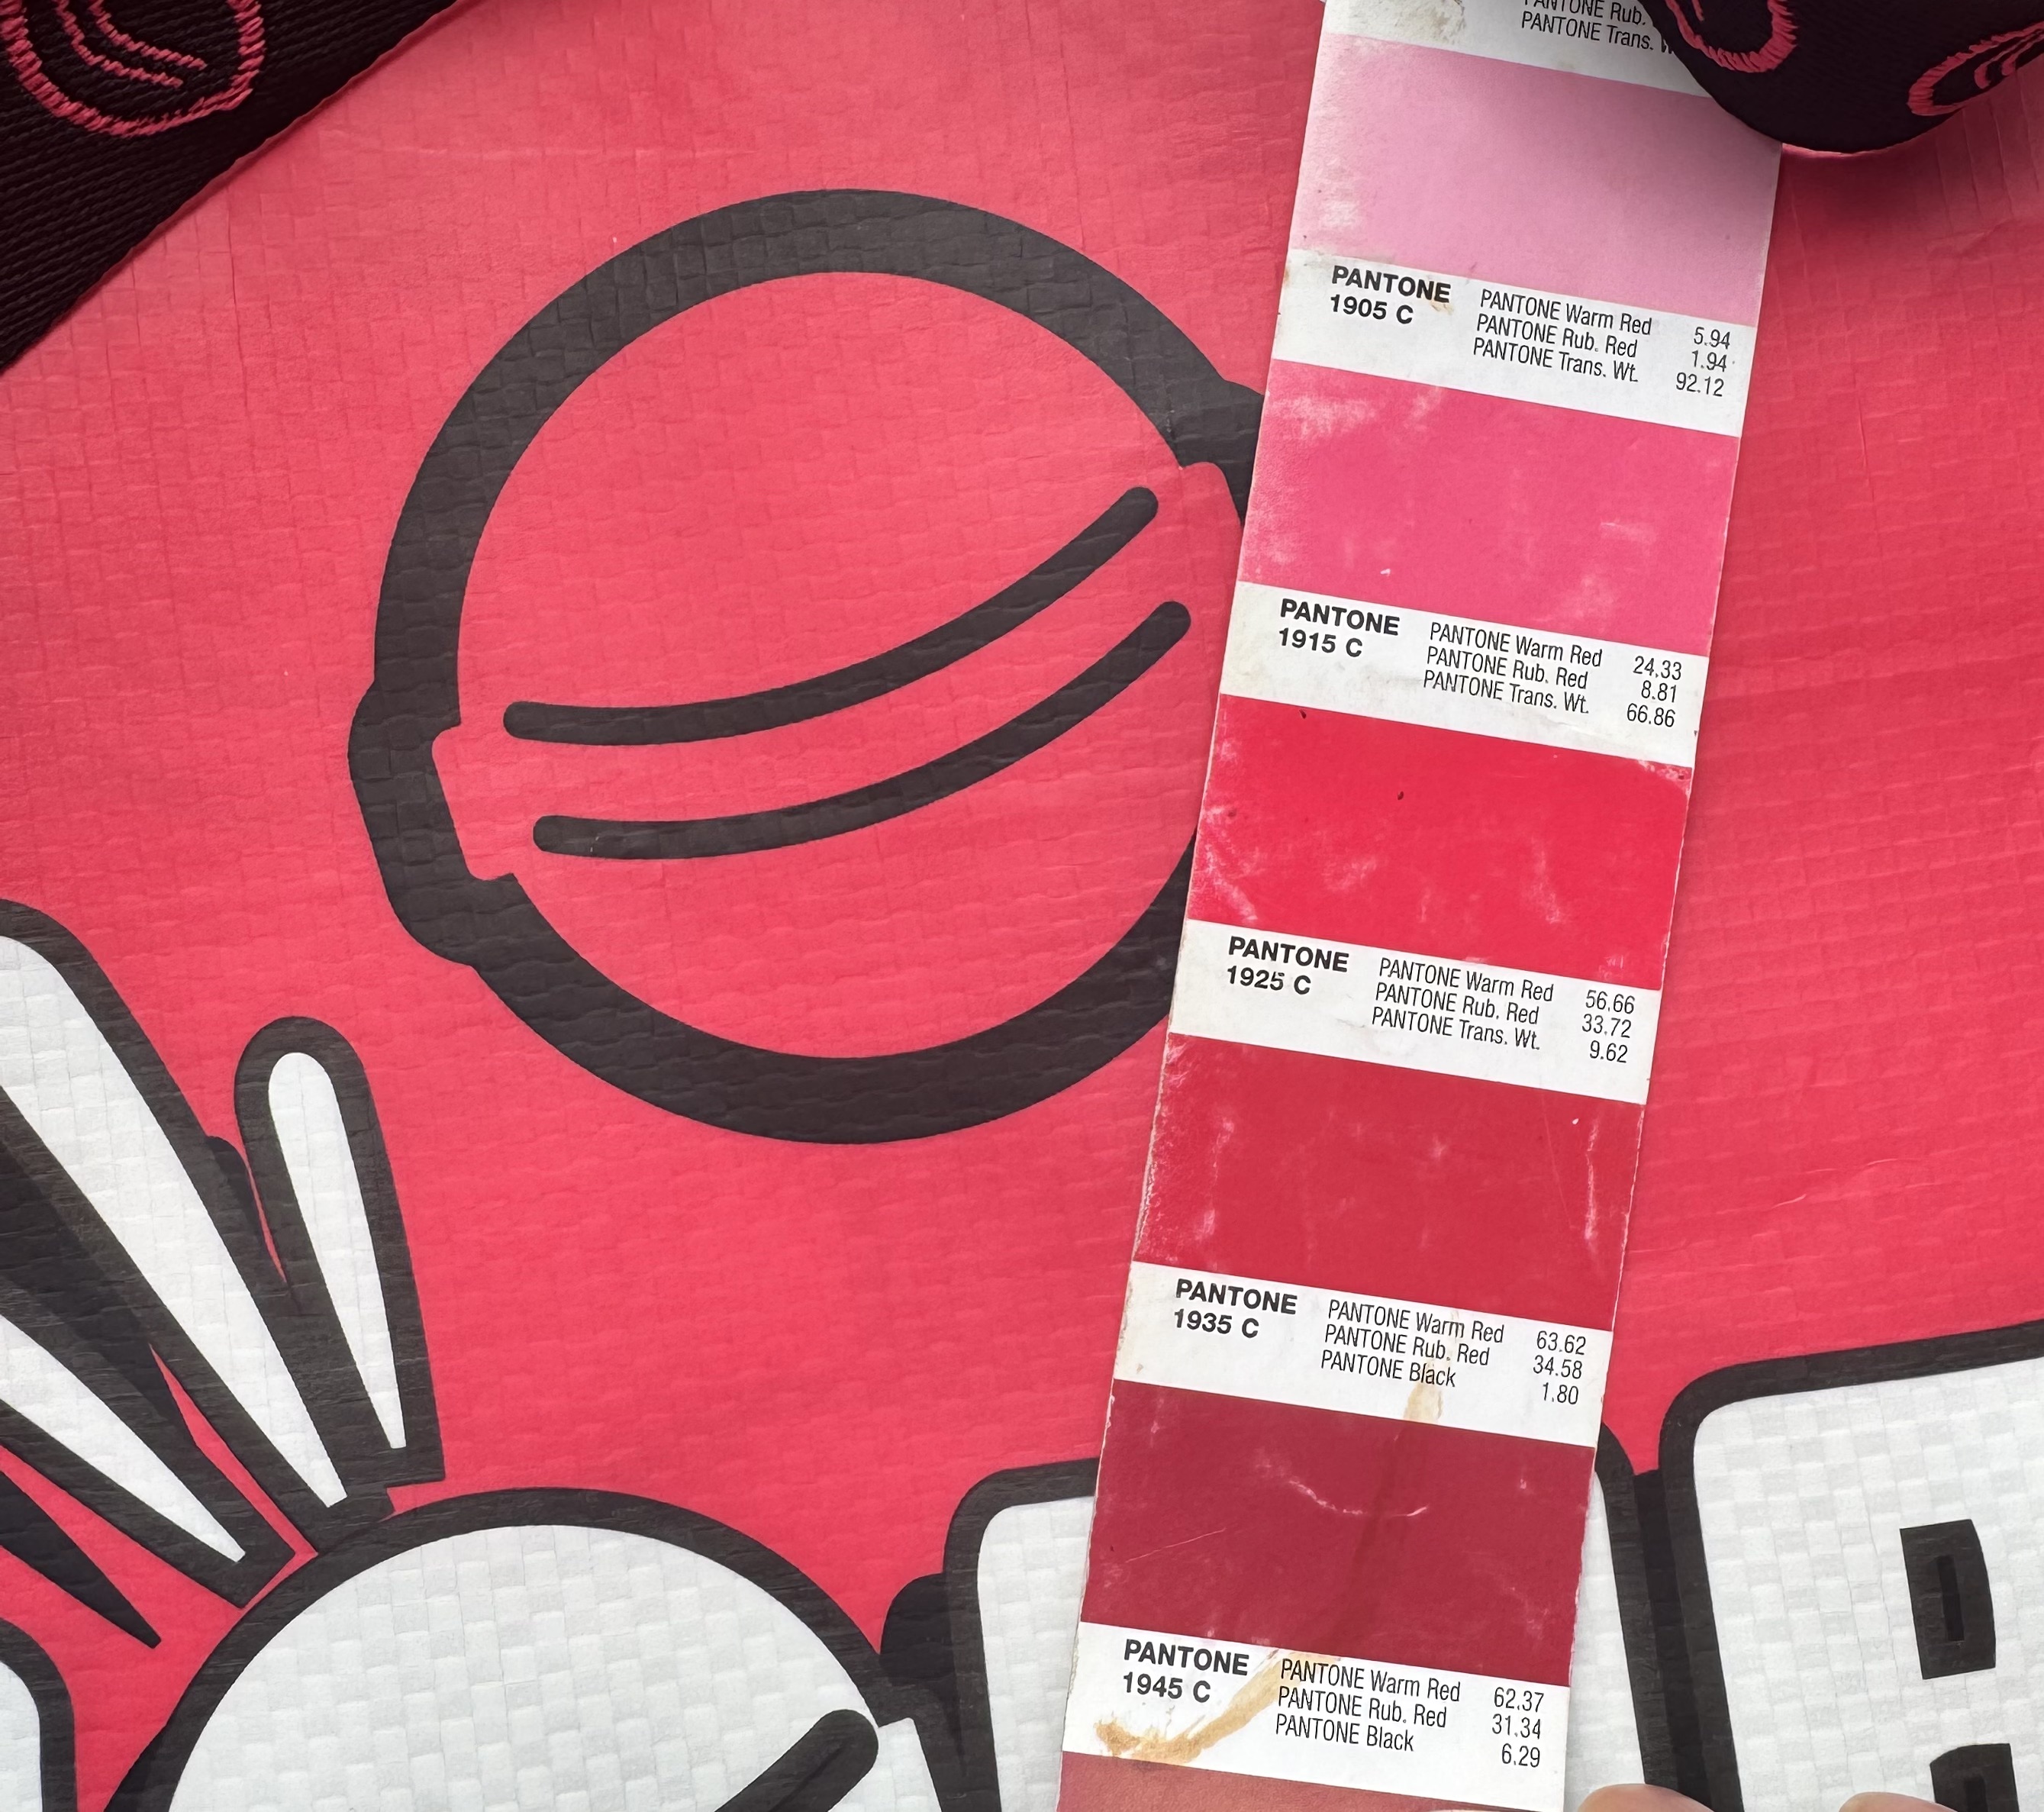 PANTONE Rub.
PANTONE Trans. W
PANTONE PANTONE Warm Red 5.94
1905 C PANTONE Rub. Red 1.94
PANTONE Trans. Wt. 92.12
PANTONE PANTONE Warm Red 24.33
1915 C PANTONE Rub. Red 8.81
PANTONE Trans. Wt. 66.86
PANTONE PANTONE Warm Red 56.66
1925 C PANTONE Rub. Red 33.72
PANTONE Trans. Wt. 9.62
PANTONE PANTONE Warm Red 63.62
1935 C PANTONE Rub. Red 34.58
PANTONE Black 1.80
PANTONE PANTONE Warm Red 62.37
1945 C PANTONE Rub. Red 31.34
PANTONE Black 6.29